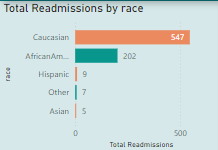 Total Readmissions by race
race
Caucasian 547
AfricanAm... 202
Hispanic 9
Other 7
Asian 5
0 500
Total Readmissions